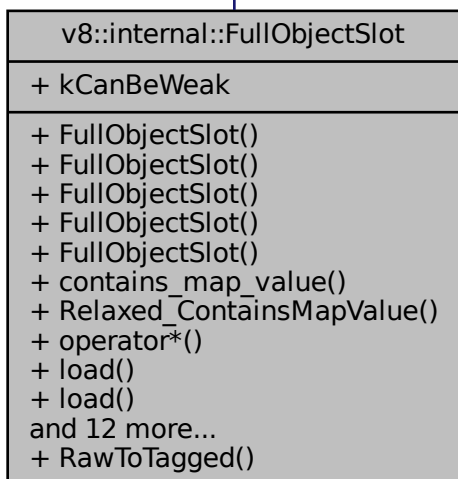 v8::internal::FullObjectSlot
+ kCanBeWeak
+ FullObjectSlot()
+ FullObjectSlot()
+ FullObjectSlot()
+ FullObjectSlot()
+ FullObjectSlot()
+ contains_map_value()
+ Relaxed_ContainsMapValue()
+ operator*()
+ load()
+ load()
and 12 more...
+ RawToTagged()